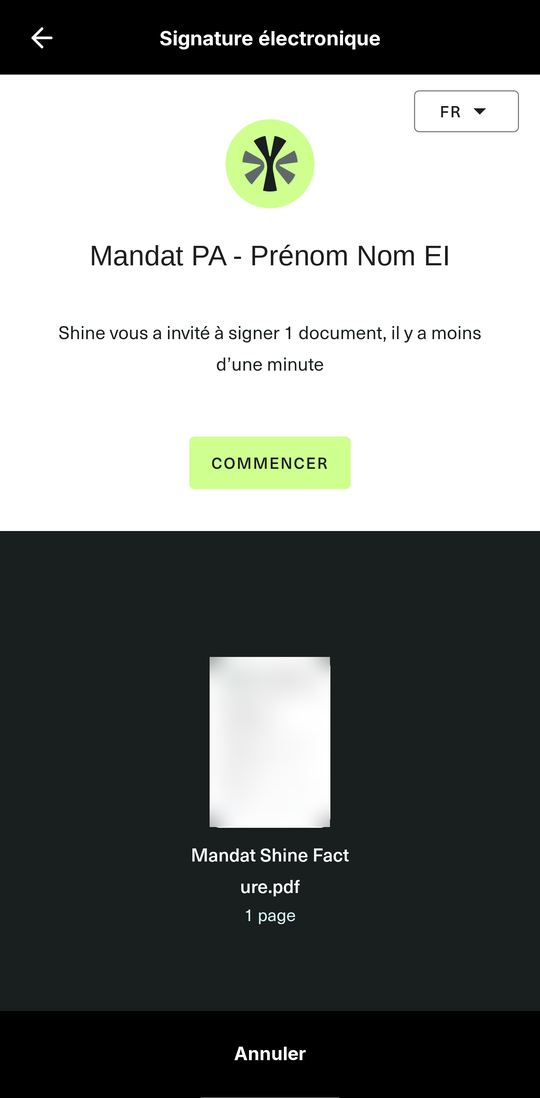 Signature électronique
FR
Mandat PA - Prénom Nom EI
Shine vous a invité à signer 1 document, il y a moins
d’une minute
COMMENCER
Mandat Shine Fact
ure.pdf
1 page
Annuler